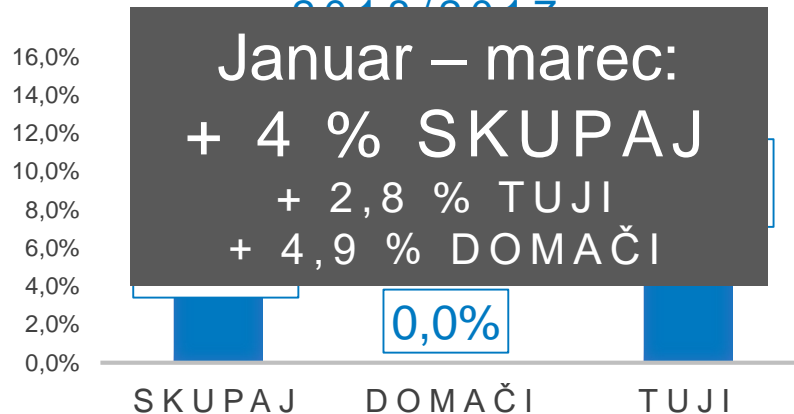 Januar – marec:
+ 4 % SKUPAJ
+ 2,8 % TUJI
+ 4,9 % DOMAČI
16,0%
14,0%
12,0%
10,0%
8,0%
6,0%
4,0%
2,0%
0,0%
0,0%
SKUPAJ DOMAČI TUJI